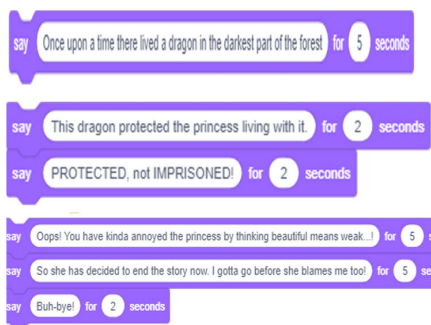 say Once upon a time there lived a dragon in the darkest part of the forest for 5 seconds
say This dragon protected the princess living with it. for 2 seconds
say PROTECTED, not IMPRISONED! for 2 seconds
say Oops! You have kinda annoyed the princess by thinking beautiful means weak...! for 5 s
say So she has decided to end the story now. I gotta go before she blames me too! for 5 se
say Buh-bye! for 2 seconds